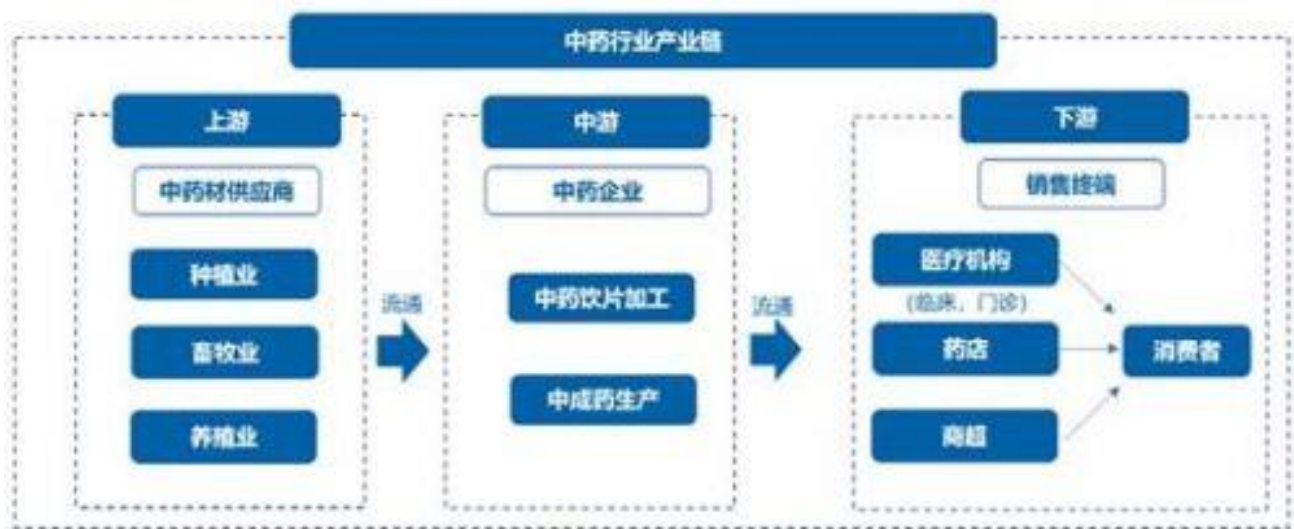 中药行业产业链
上游
中药材供应商
种植业
畜牧业
养殖业
流通
中游
中药企业
中药饮片加工
中成药生产
流通
下游
销售终端
医疗机构
(临床、门诊)
药店
商超
消费者